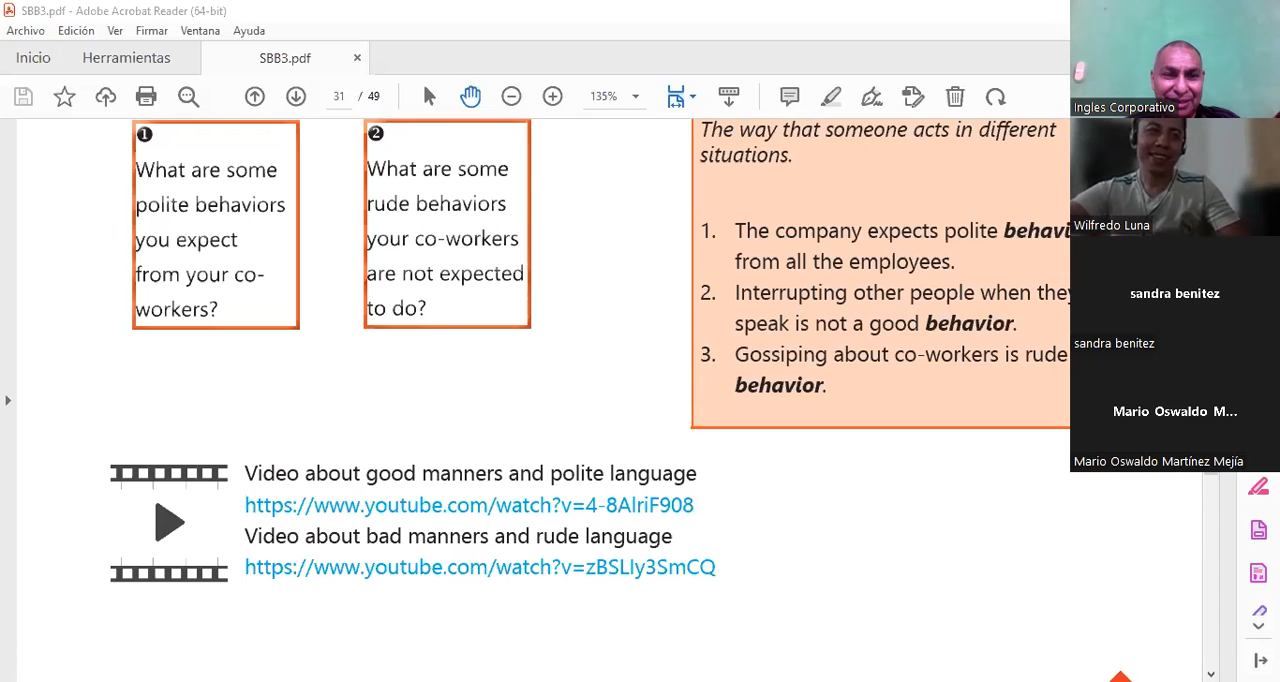 SBB3.pdf - Adobe Acrobat Reader (64-bit)
Archivo Edición Ver Firmar Ventana Ayuda
Inicio Herramientas SBB3.pdf ×
31 / 49 135%
❶
What are some
polite behaviors
you expect
from your co-
workers?
❷
What are some
rude behaviors
your co-workers
are not expected
to do?
The way that someone acts in different
situations.
1. The company expects polite behavi
from all the employees.
2. Interrupting other people when they
speak is not a good behavior.
3. Gossiping about co-workers is rude
behavior.
Video about good manners and polite language
https://www.youtube.com/watch?v=4-8AlriF908
Video about bad manners and rude language
https://www.youtube.com/watch?v=zBSLIy3SmCQ
Ingles Corporativo
Wilfredo Luna
sandra benitez
sandra benitez
Mario Oswaldo M...
Mario Oswaldo Martínez Mejía